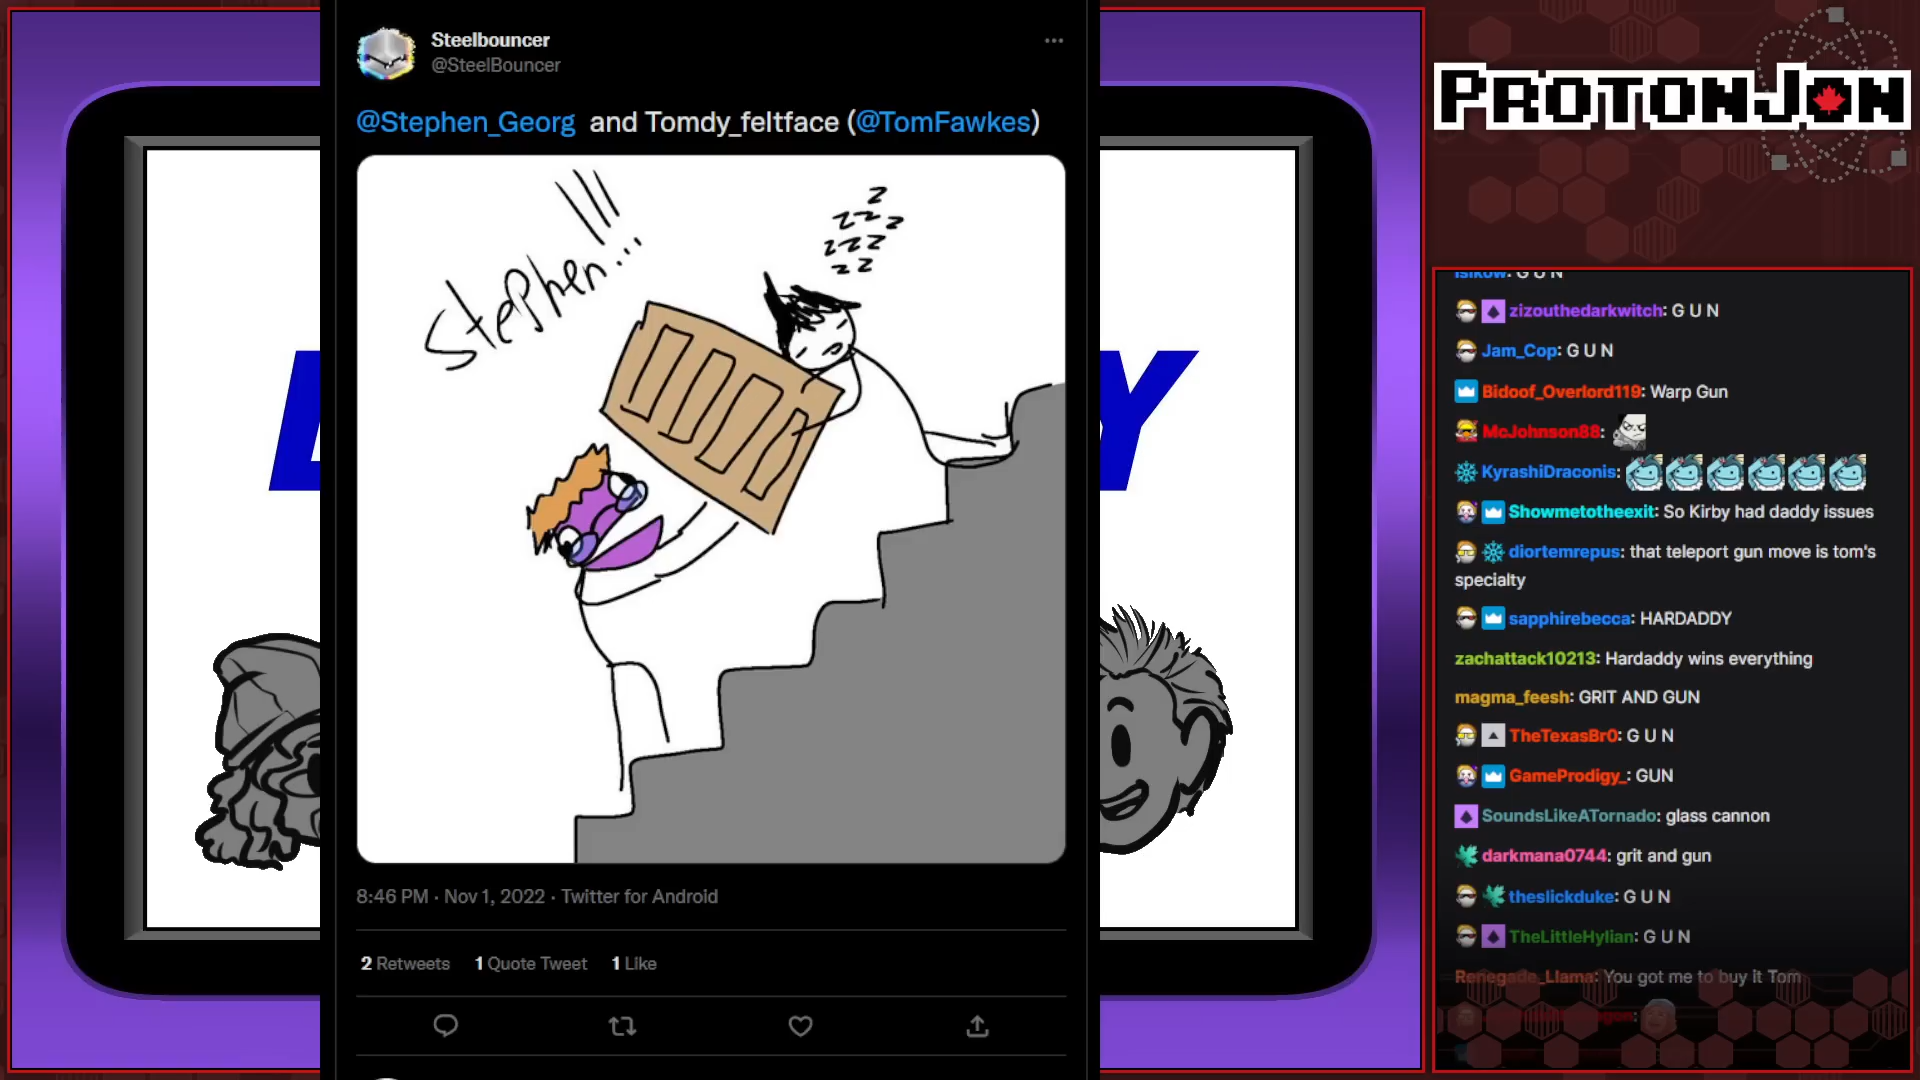 Steelbouncer
@SteelBouncer
@Stephen_Georg and Tomdy_feltface (@TomFawkes)
Stephen...!!!
z
zzz
zzz
zz
Y
8:46 PM · Nov 1, 2022 · Twitter for Android
2 Retweets 1 Quote Tweet 1 Like
PROTONJON
zizouthedarkwitch: G U N
Jam_Cop: G U N
Bidoof_Overlord119: Warp Gun
McJohnson88:
KyrashiDraconis:
Showmetotheexit: So Kirby had daddy issues
diortemrepus: that teleport gun move is tom's
specialty
sapphirebecca: HARDADDY
zachattack10213: Hardaddy wins everything
magma_feesh: GRIT AND GUN
TheTexasBr0: G U N
GameProdigy_: GUN
SoundsLikeATornado: glass cannon
darkmana0744: grit and gun
theslickduke: G U N
TheLittleHylian: G U N
Renegade_Llama: You got me to buy it Tom